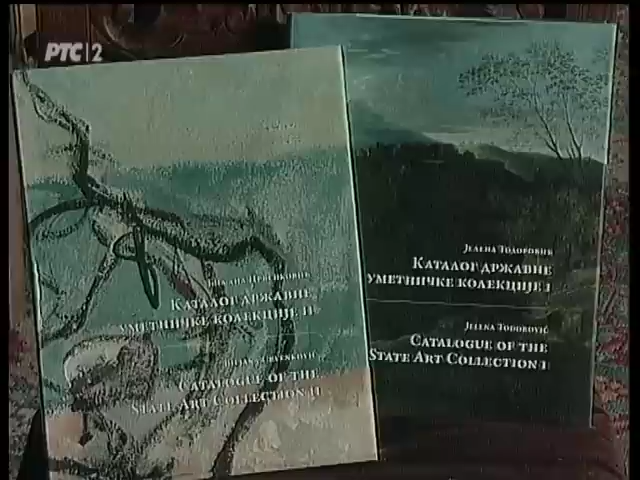 РТС 2
КАТАЛОГ ДРЖАВНЕ
УМЕТНИЧКЕ КОЛЕКЦИЈЕ II
CATALOGUE OF THE
STATE ART COLLECTION II
ЈЕЛЕНА ТОДОРОВИЋ
КАТАЛОГ ДРЖАВНЕ
УМЕТНИЧКЕ КОЛЕКЦИЈЕ I
JELENA TODOROVIĆ
CATALOGUE OF THE
STATE ART COLLECTION I